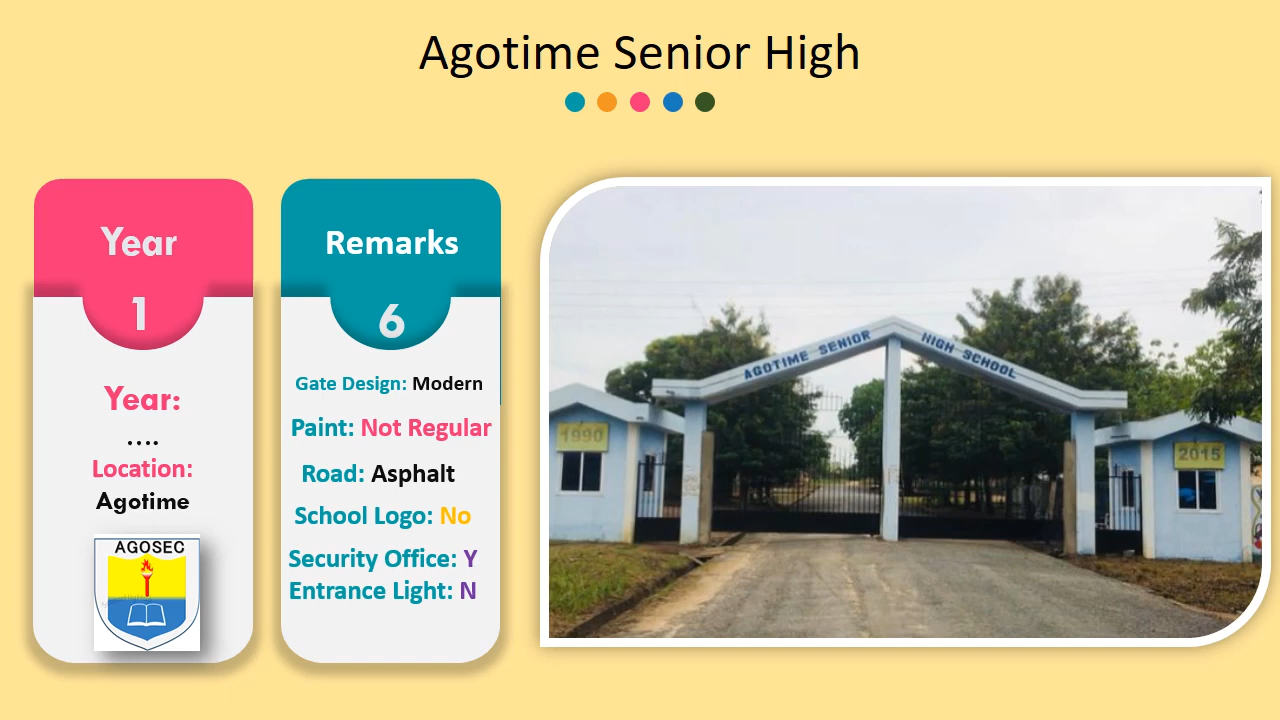 Agotime Senior High
Year
1
Year:
....
Location:
Agotime
AGOSEC
Remarks
6
Gate Design: Modern
Paint: Not Regular
Road: Asphalt
School Logo: No
Security Office: Y
Entrance Light: N
AGOTIME SENIOR HIGH SCHOOL
1990
2015